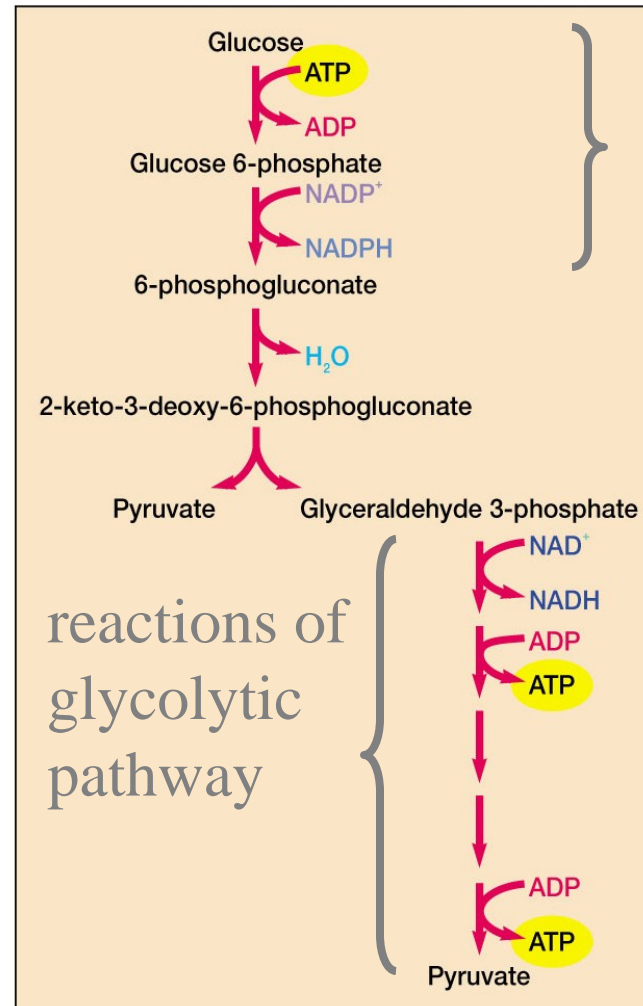 Glucose
ATP
ADP
Glucose 6-phosphate
NADP⁺
NADPH
6-phosphogluconate
H₂O
2-keto-3-deoxy-6-phosphogluconate
Pyruvate Glyceraldehyde 3-phosphate
NAD⁺
NADH
ADP
ATP
reactions of
glycolytic
pathway
ADP
ATP
Pyruvate